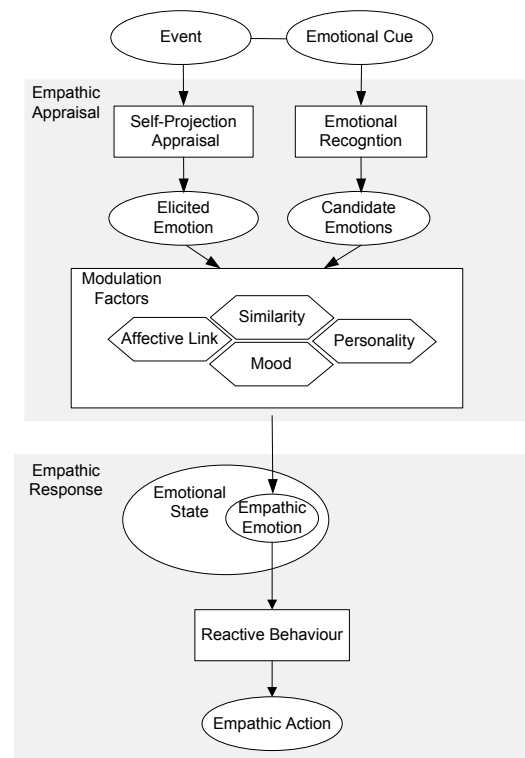 Event
Emotional Cue
Empathic
Appraisal
Self-Projection
Appraisal
Emotional
Recogntion
Elicited
Emotion
Candidate
Emotions
Modulation
Factors
Similarity
Affective Link
Personality
Mood
Empathic
Response
Emotional
State
Empathic
Emotion
Reactive Behaviour
Empathic Action